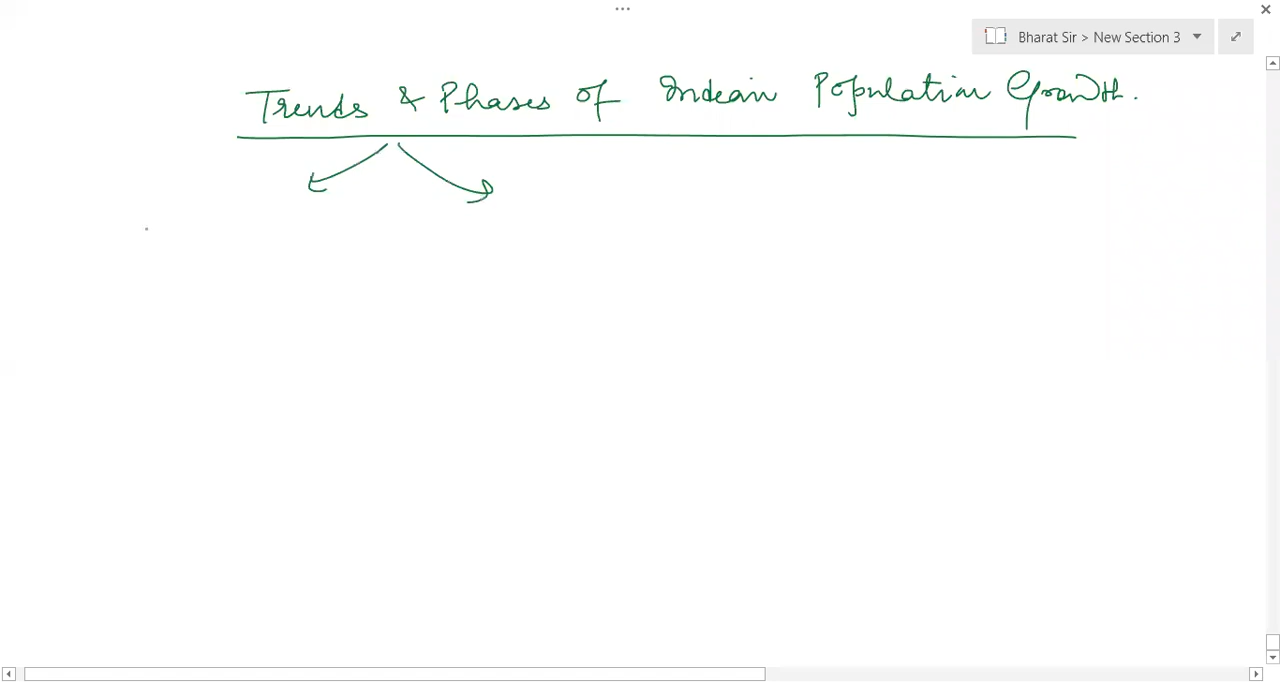 Bharat Sir > New Section 3
Trends & Phases of Indian Population Growth.